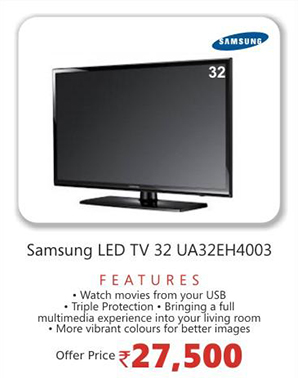 SAMSUNG
32
Samsung LED TV 32 UA32EH4003
FEATURES
• Watch movies from your USB
• Triple Protection • Bringing a full
multimedia experience into your living room
• More vibrant colours for better images
Offer Price ₹27,500